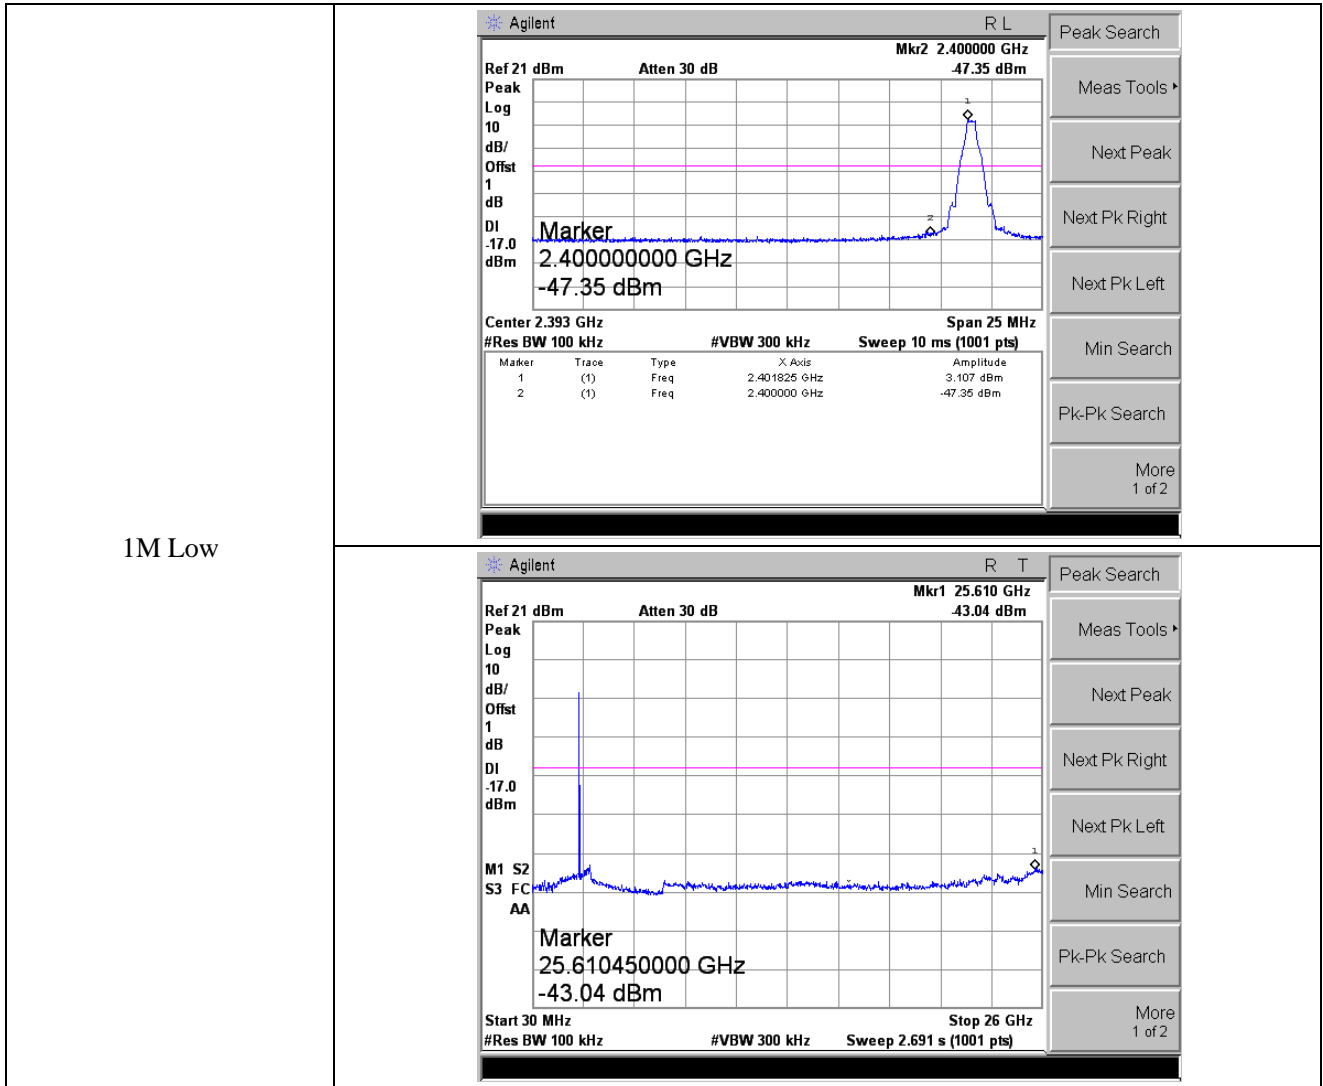 1M Low
Agilent R L
Mkr2 2.400000 GHz
Ref 21 dBm Atten 30 dB -47.35 dBm
Peak
Log
10
dB/
Offst
1
dB
DI
-17.0
dBm
1
2
Marker
2.400000000 GHz
-47.35 dBm
Center 2.393 GHz Span 25 MHz
#Res BW 100 kHz #VBW 300 kHz Sweep 10 ms (1001 pts)
Marker Trace Type X Axis Amplitude
1 (1) Freq 2.401825 GHz 3.107 dBm
2 (1) Freq 2.400000 GHz -47.35 dBm
Peak Search
Meas Tools
Next Peak
Next Pk Right
Next Pk Left
Min Search
Pk-Pk Search
More
1 of 2
Agilent R T
Mkr1 25.610 GHz
Ref 21 dBm Atten 30 dB -43.04 dBm
Peak
Log
10
dB/
Offst
1
dB
DI
-17.0
dBm
1
M1 S2
S3 FC
AA
Marker
25.610450000 GHz
-43.04 dBm
Start 30 MHz Stop 26 GHz
#Res BW 100 kHz #VBW 300 kHz Sweep 2.691 s (1001 pts)
Peak Search
Meas Tools
Next Peak
Next Pk Right
Next Pk Left
Min Search
Pk-Pk Search
More
1 of 2